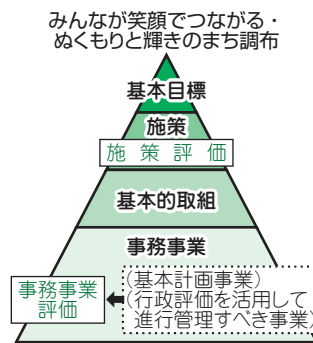 みんなが笑顔でつながる・
ぬくもりと輝きのまち調布
基本目標
施策
施策評価
基本的取組
事務事業
事務事業
評価
(基本計画事業)
(行政評価を活用して
進行管理すべき事業)